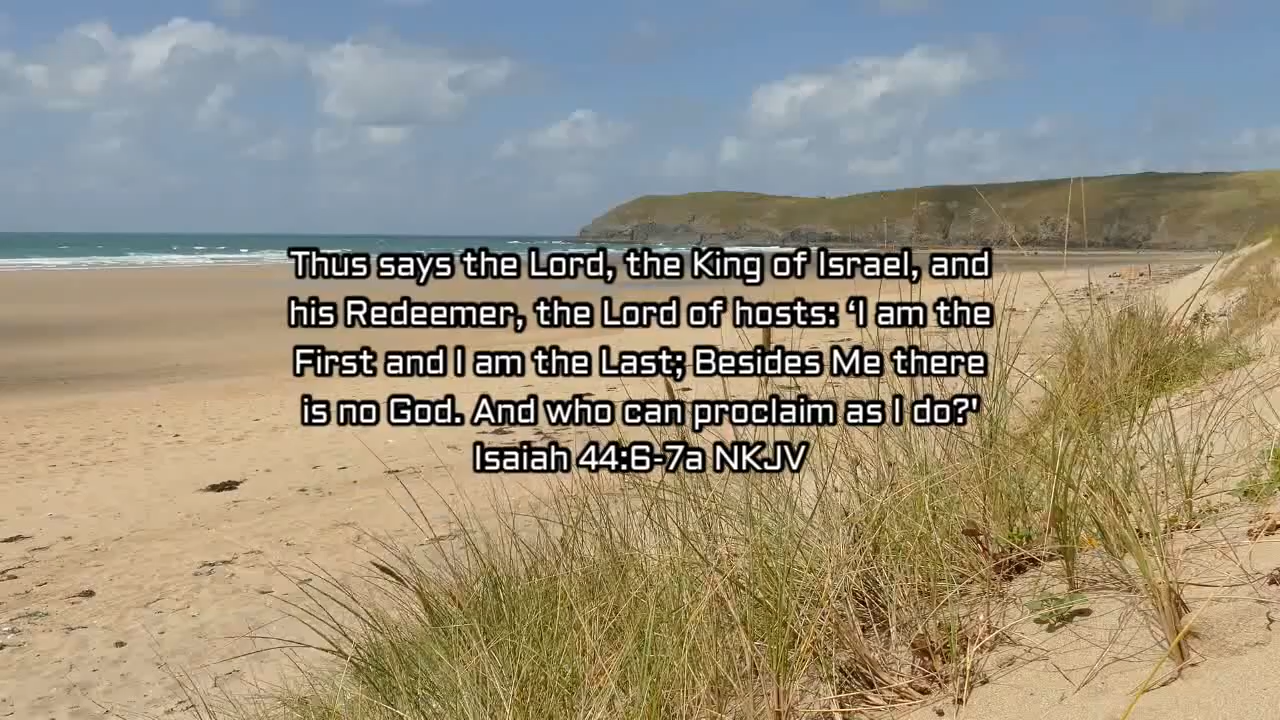 Thus says the Lord, the King of Israel, and
his Redeemer, the Lord of hosts: ‘I am the
First and I am the Last; Besides Me there
is no God. And who can proclaim as I do?'
Isaiah 44:6-7a NKJV